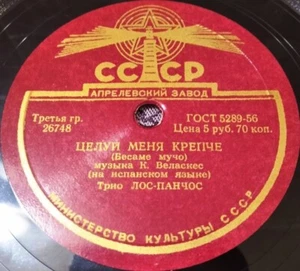 СССР
АПРЕЛЕВСКИЙ ЗАВОД
Третья гр.
26748
ГОСТ 5289-56
Цена 5 руб. 70 коп.
ЦЕЛУЙ МЕНЯ КРЕПЧЕ
(Бесаме мучо)
музыка К. Веласкес
(на испанском языке)
Трио ЛОС-ПАНЧОС
МИНИСТЕРСТВО КУЛЬТУРЫ СССР